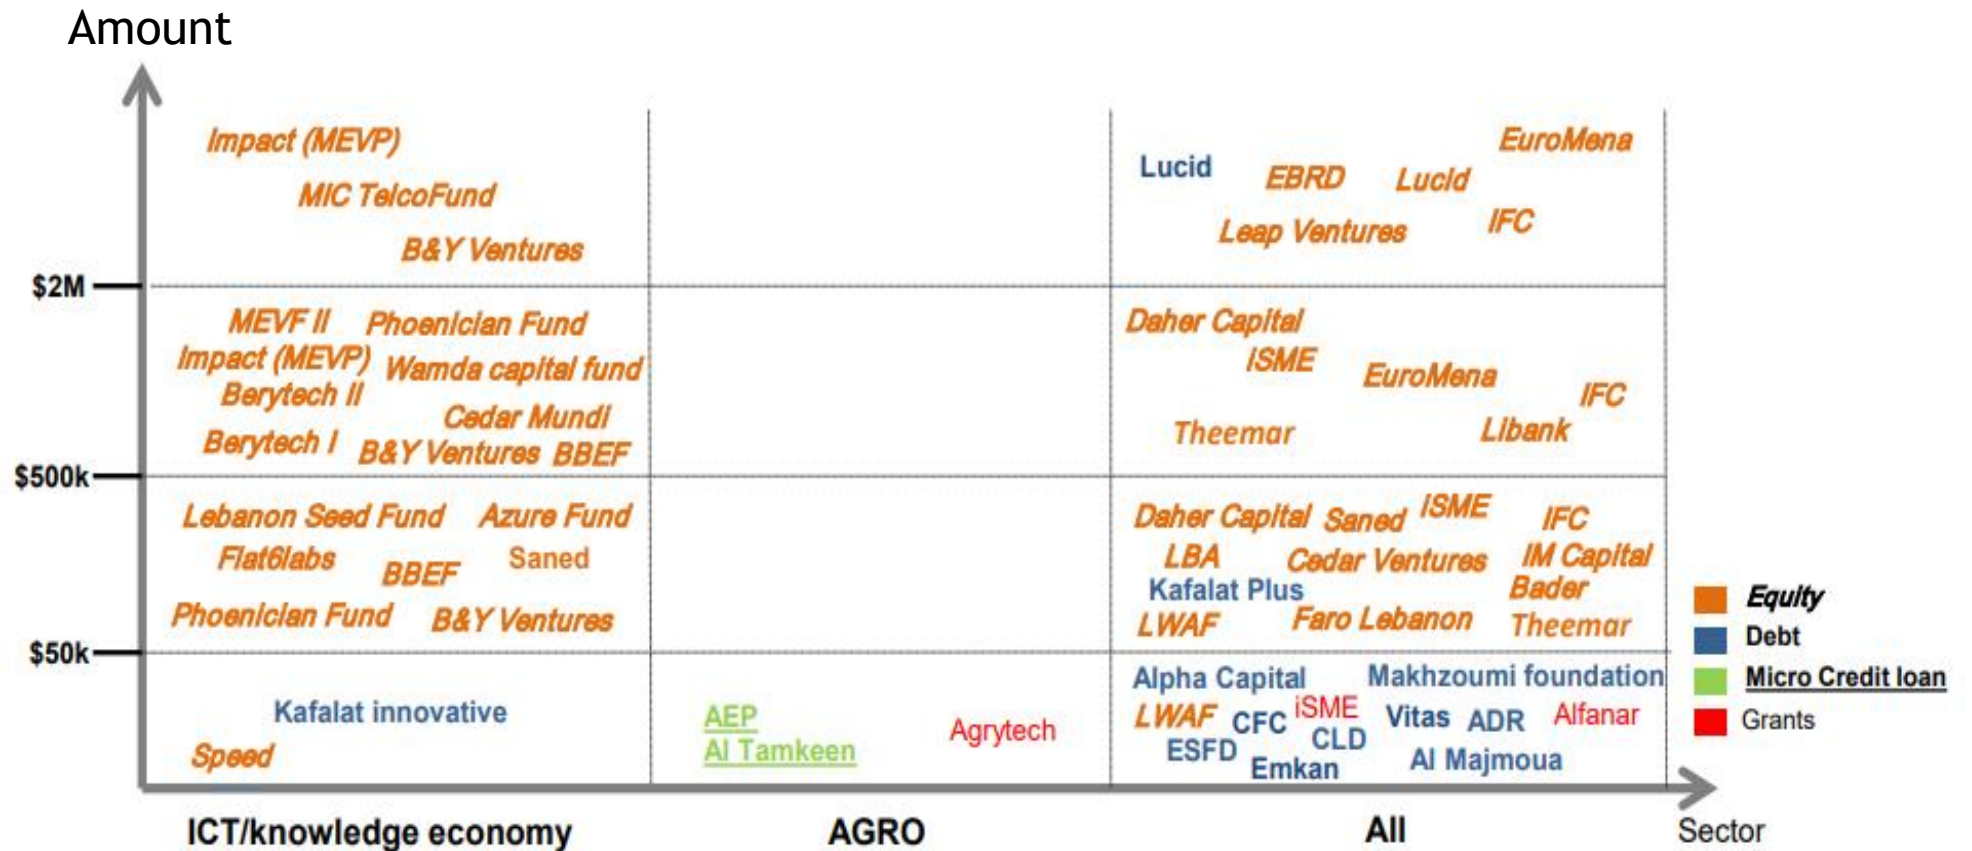 Amount
Impact (MEVP)
MIC TelcoFund
B&Y Ventures
Lucid
EBRD
Lucid
EuroMena
Leap Ventures
IFC
$2M
MEVF II
Phoenician Fund
Impact (MEVP)
Wamda capital fund
Berytech II
Cedar Mundi
Berytech I
B&Y Ventures
BBEF
Daher Capital
iSME
EuroMena
IFC
Theemar
Libank
$500k
Lebanon Seed Fund
Azure Fund
Flat6labs
BBEF
Saned
Phoenician Fund
B&Y Ventures
Daher Capital
Saned
iSME
IFC
LBA
Cedar Ventures
IM Capital
Kafalat Plus
Bader
LWAF
Faro Lebanon
Theemar
$50k
Kafalat innovative
Speed
AEP
Al Tamkeen
Agrytech
Alpha Capital
Makhzoumi foundation
LWAF
CFC
iSME
Vitas
ADR
Alfanar
ESFD
CLD
Emkan
Al Majmoua
Equity
Debt
Micro Credit loan
Grants
ICT/knowledge economy
AGRO
All
Sector